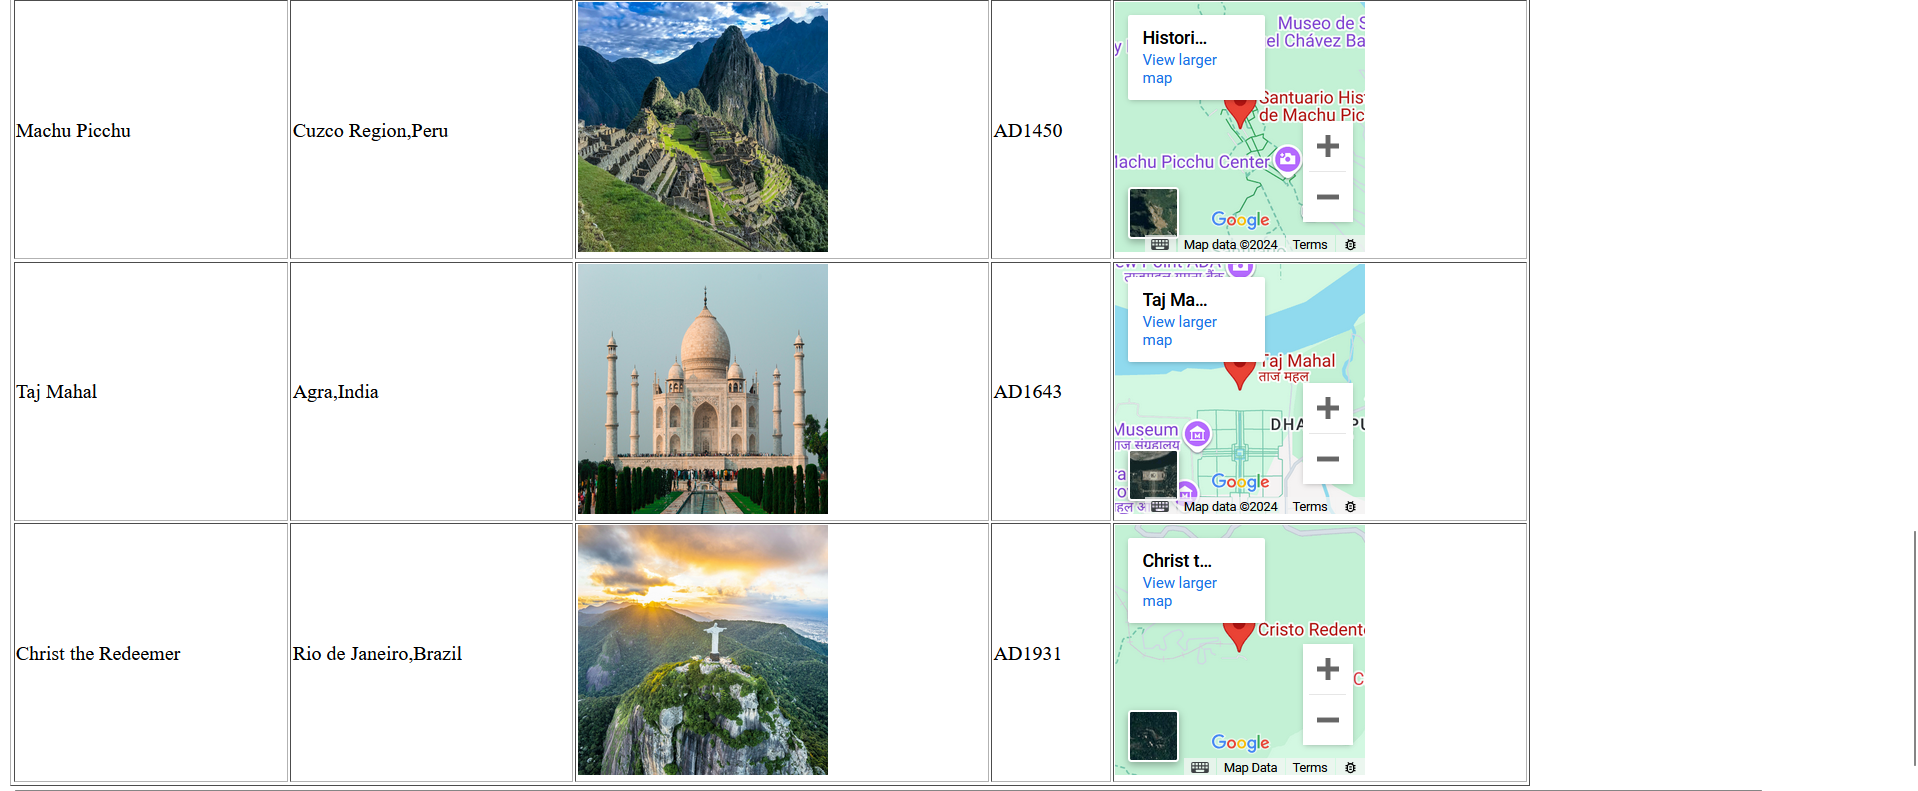 Machu Picchu
Cuzco Region,Peru
AD1450
Museo de S
el Chávez Ba
Histori...
View larger
map
Santuario His
de Machu Pic
Machu Picchu Center
Google
Map data ©2024
Terms
Taj Mahal
Agra,India
AD1643
Taj Ma...
View larger
map
Taj Mahal
ताज महल
Museum
ताज संग्रहालय
DHA
Google
Map data ©2024
Terms
Christ the Redeemer
Rio de Janeiro,Brazil
AD1931
Christ t...
View larger
map
Cristo Redento
Google
Map Data
Terms